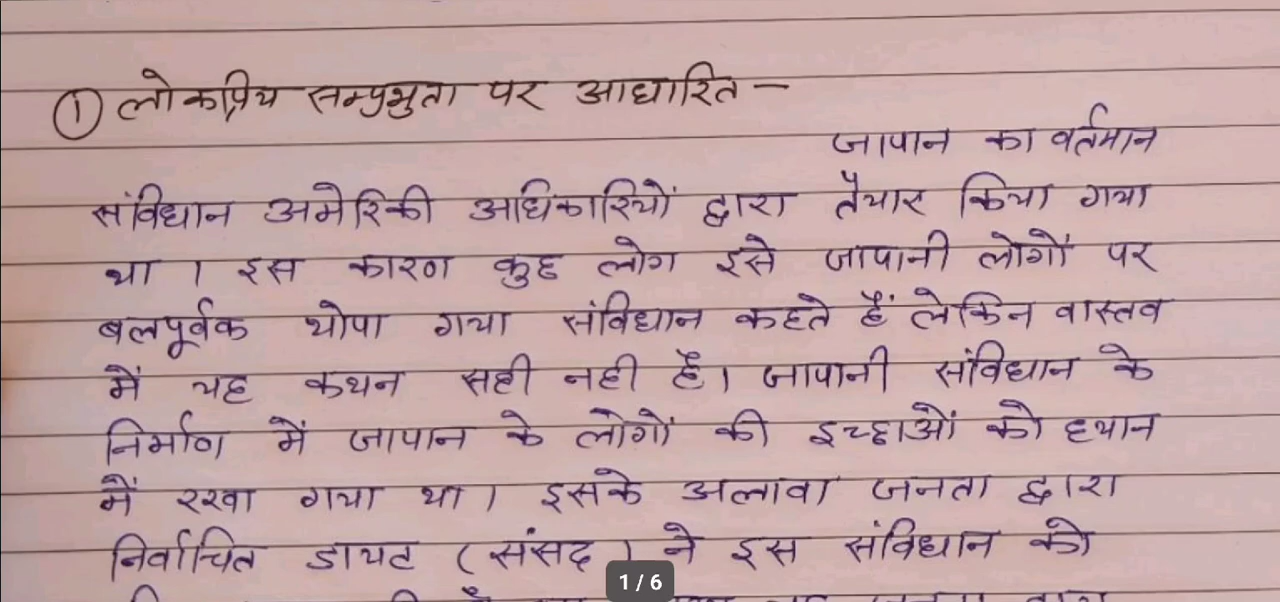 ① लोकप्रिय सम्प्रभुता पर आधारित –
जापान का वर्तमान
संविधान अमेरिकी अधिकारियों द्वारा तैयार किया गया
था । इस कारण कुछ लोग इसे जापानी लोगों पर
बलपूर्वक थोपा गया संविधान कहते हैं लेकिन वास्तव
में यह कथन सही नही है। जापानी संविधान के
निर्माण में जापान के लोगों की इच्छाओं को ध्यान
में रखा गया था। इसके अलावा जनता द्वारा
निर्वाचित डायट (संसद) ने इस संविधान को
1 / 6